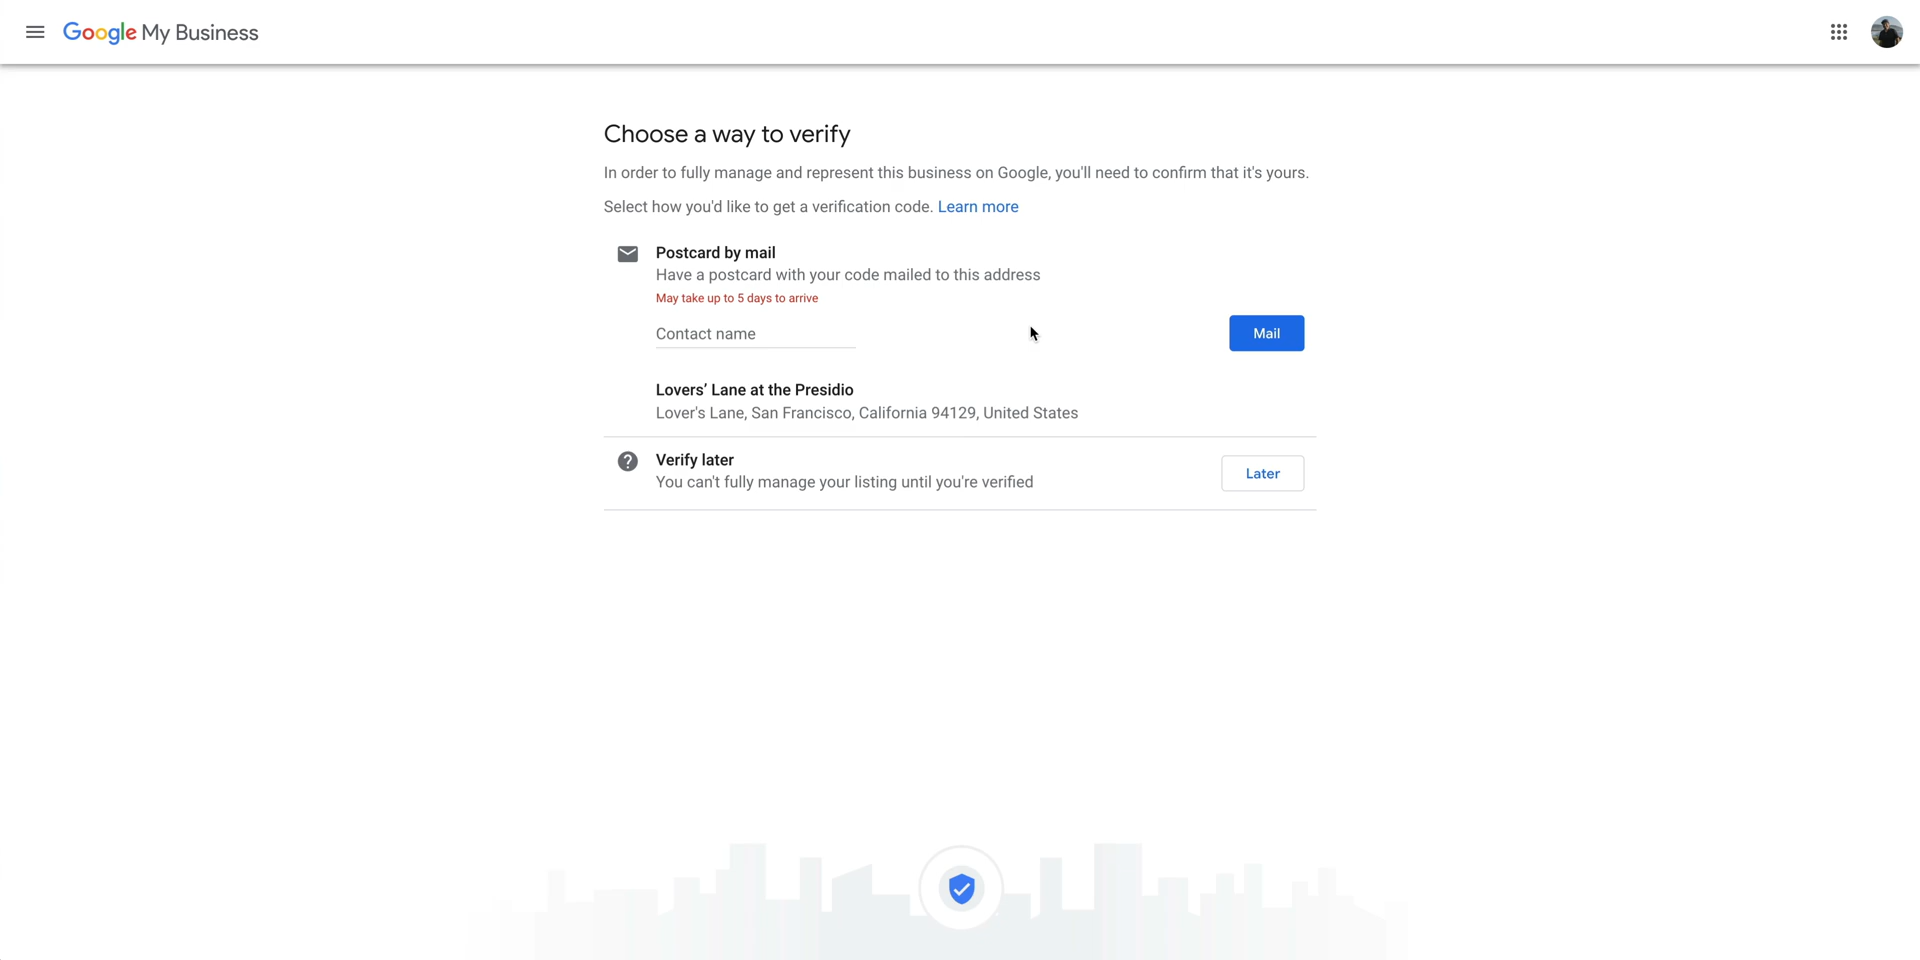 Google My Business
Choose a way to verify
In order to fully manage and represent this business on Google, you'll need to confirm that it's yours.
Select how you'd like to get a verification code. Learn more
Postcard by mail
Have a postcard with your code mailed to this address
May take up to 5 days to arrive
Contact name
Mail
Lovers’ Lane at the Presidio
Lover's Lane, San Francisco, California 94129, United States
Verify later
You can't fully manage your listing until you're verified
Later